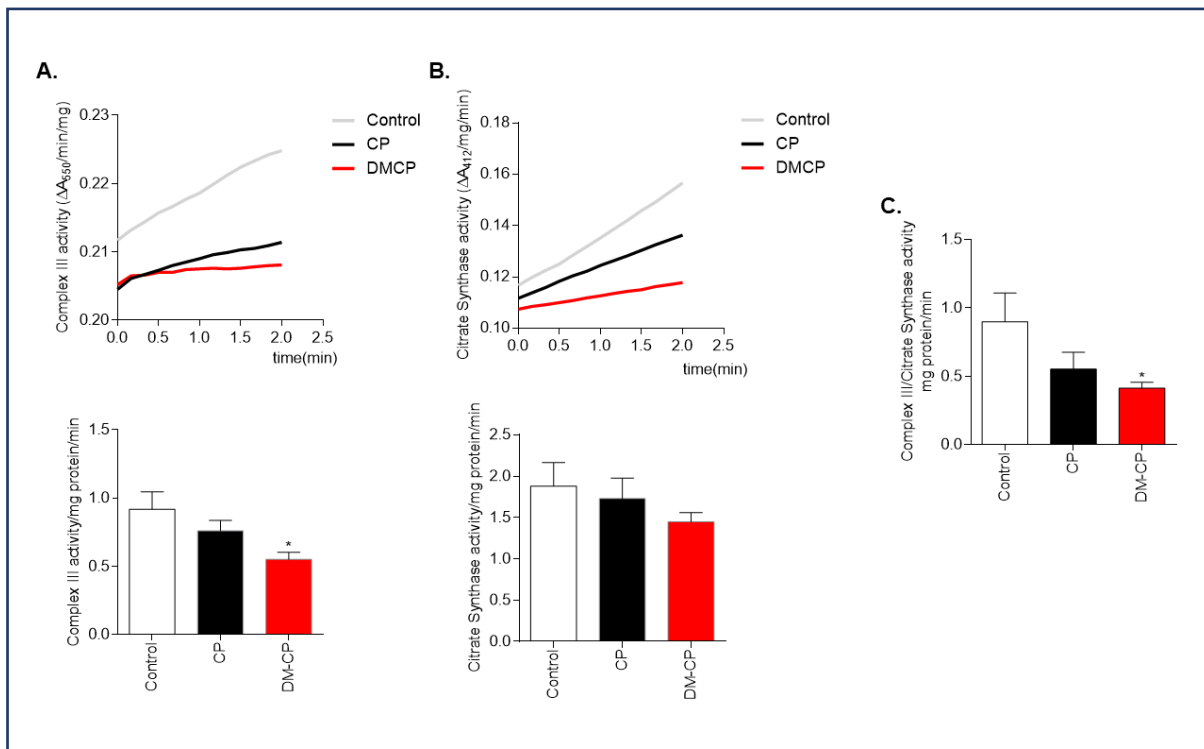 A.
Complex III activity (ΔA550/min/mg)
0.23
0.22
0.21
0.20
0.0
0.5
1.0
1.5
2.0
2.5
time(min)
Control
CP
DMCP
B.
Citrate Synthase activity (ΔA412/mg/min)
0.18
0.16
0.14
0.12
0.10
0.0
0.5
1.0
1.5
2.0
2.5
time(min)
Control
CP
DMCP
C.
Complex III/Citrate Synthase activity
mg protein/min
1.5
1.0
0.5
0.0
*
Control
CP
DM-CP
Complex III activity/mg protein/min
1.5
1.0
0.5
0.0
*
Control
CP
DM-CP
Citrate Synthase activity/mg protein/min
2.5
2.0
1.5
1.0
0.5
0.0
Control
CP
DM-CP